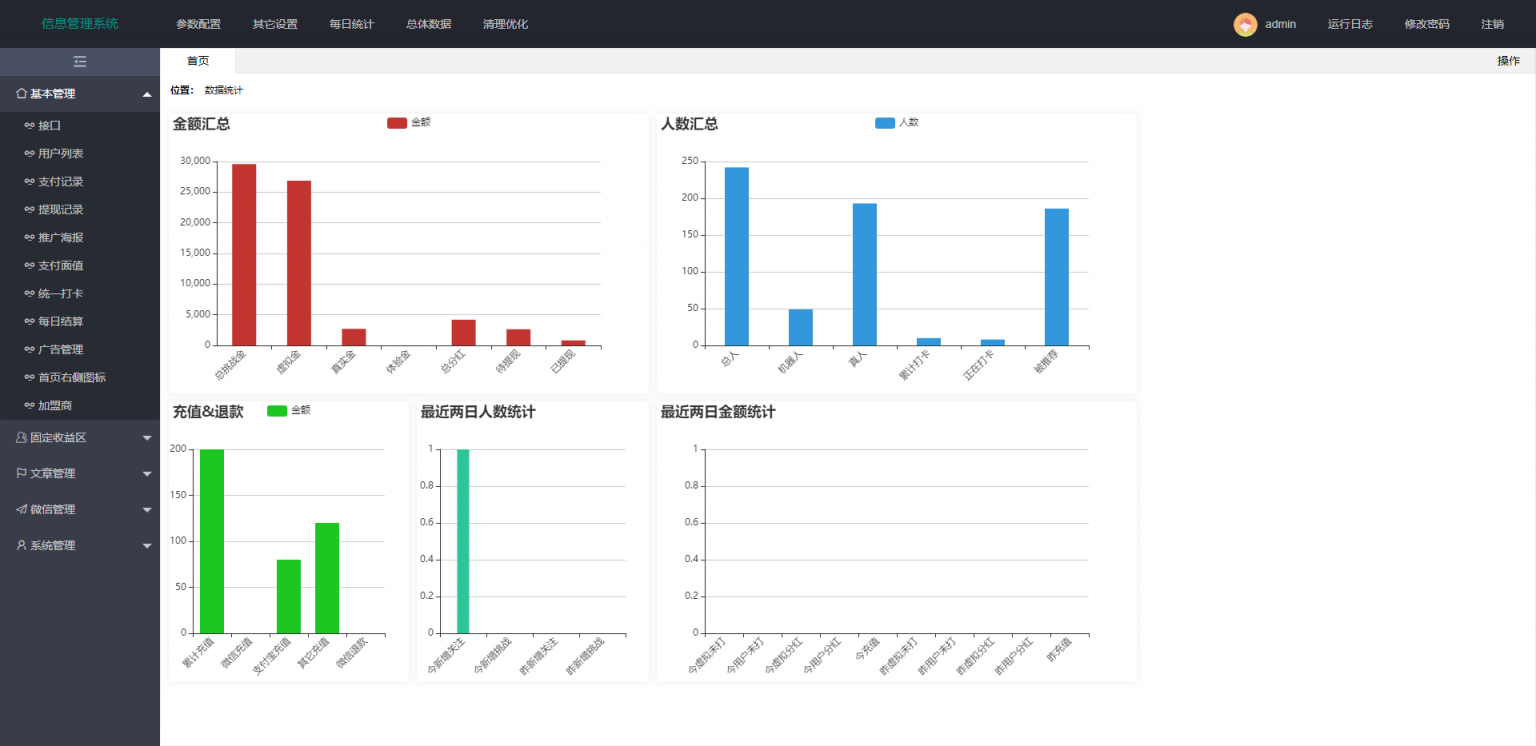 信息管理系统
参数配置 其它设置 每日统计 总体数据 清理优化 admin 运行日志 修改密码 注销
首页 操作
位置： 数据统计
基本管理
接口
用户列表
支付记录
提现记录
推广海报
支付面值
统一打卡
每日结算
广告管理
首页右侧图标
加盟商
固定收益区
文章管理
微信管理
系统管理
金额汇总
金额
30,000
25,000
20,000
15,000
10,000
5,000
0
总挑战金 虚拟金 真实金 体验金 总分红 待提现 已提现
人数汇总
人数
250
200
150
100
50
0
总人 机器人 真人 累计打卡 正在打卡 被推荐
充值&退款
金额
200
150
100
50
0
累计充值 微信充值 支付宝充值 其它充值 微信退款
最近两日人数统计
1
0.8
0.6
0.4
0.2
0
今新增关注 今新增挑战 昨新增关注 昨新增挑战
最近两日金额统计
1
0.8
0.6
0.4
0.2
0
今虚拟未打 今用户未打 今虚拟分红 今用户分红 今充值 昨虚拟未打 昨用户未打 昨虚拟分红 昨用户分红 昨充值